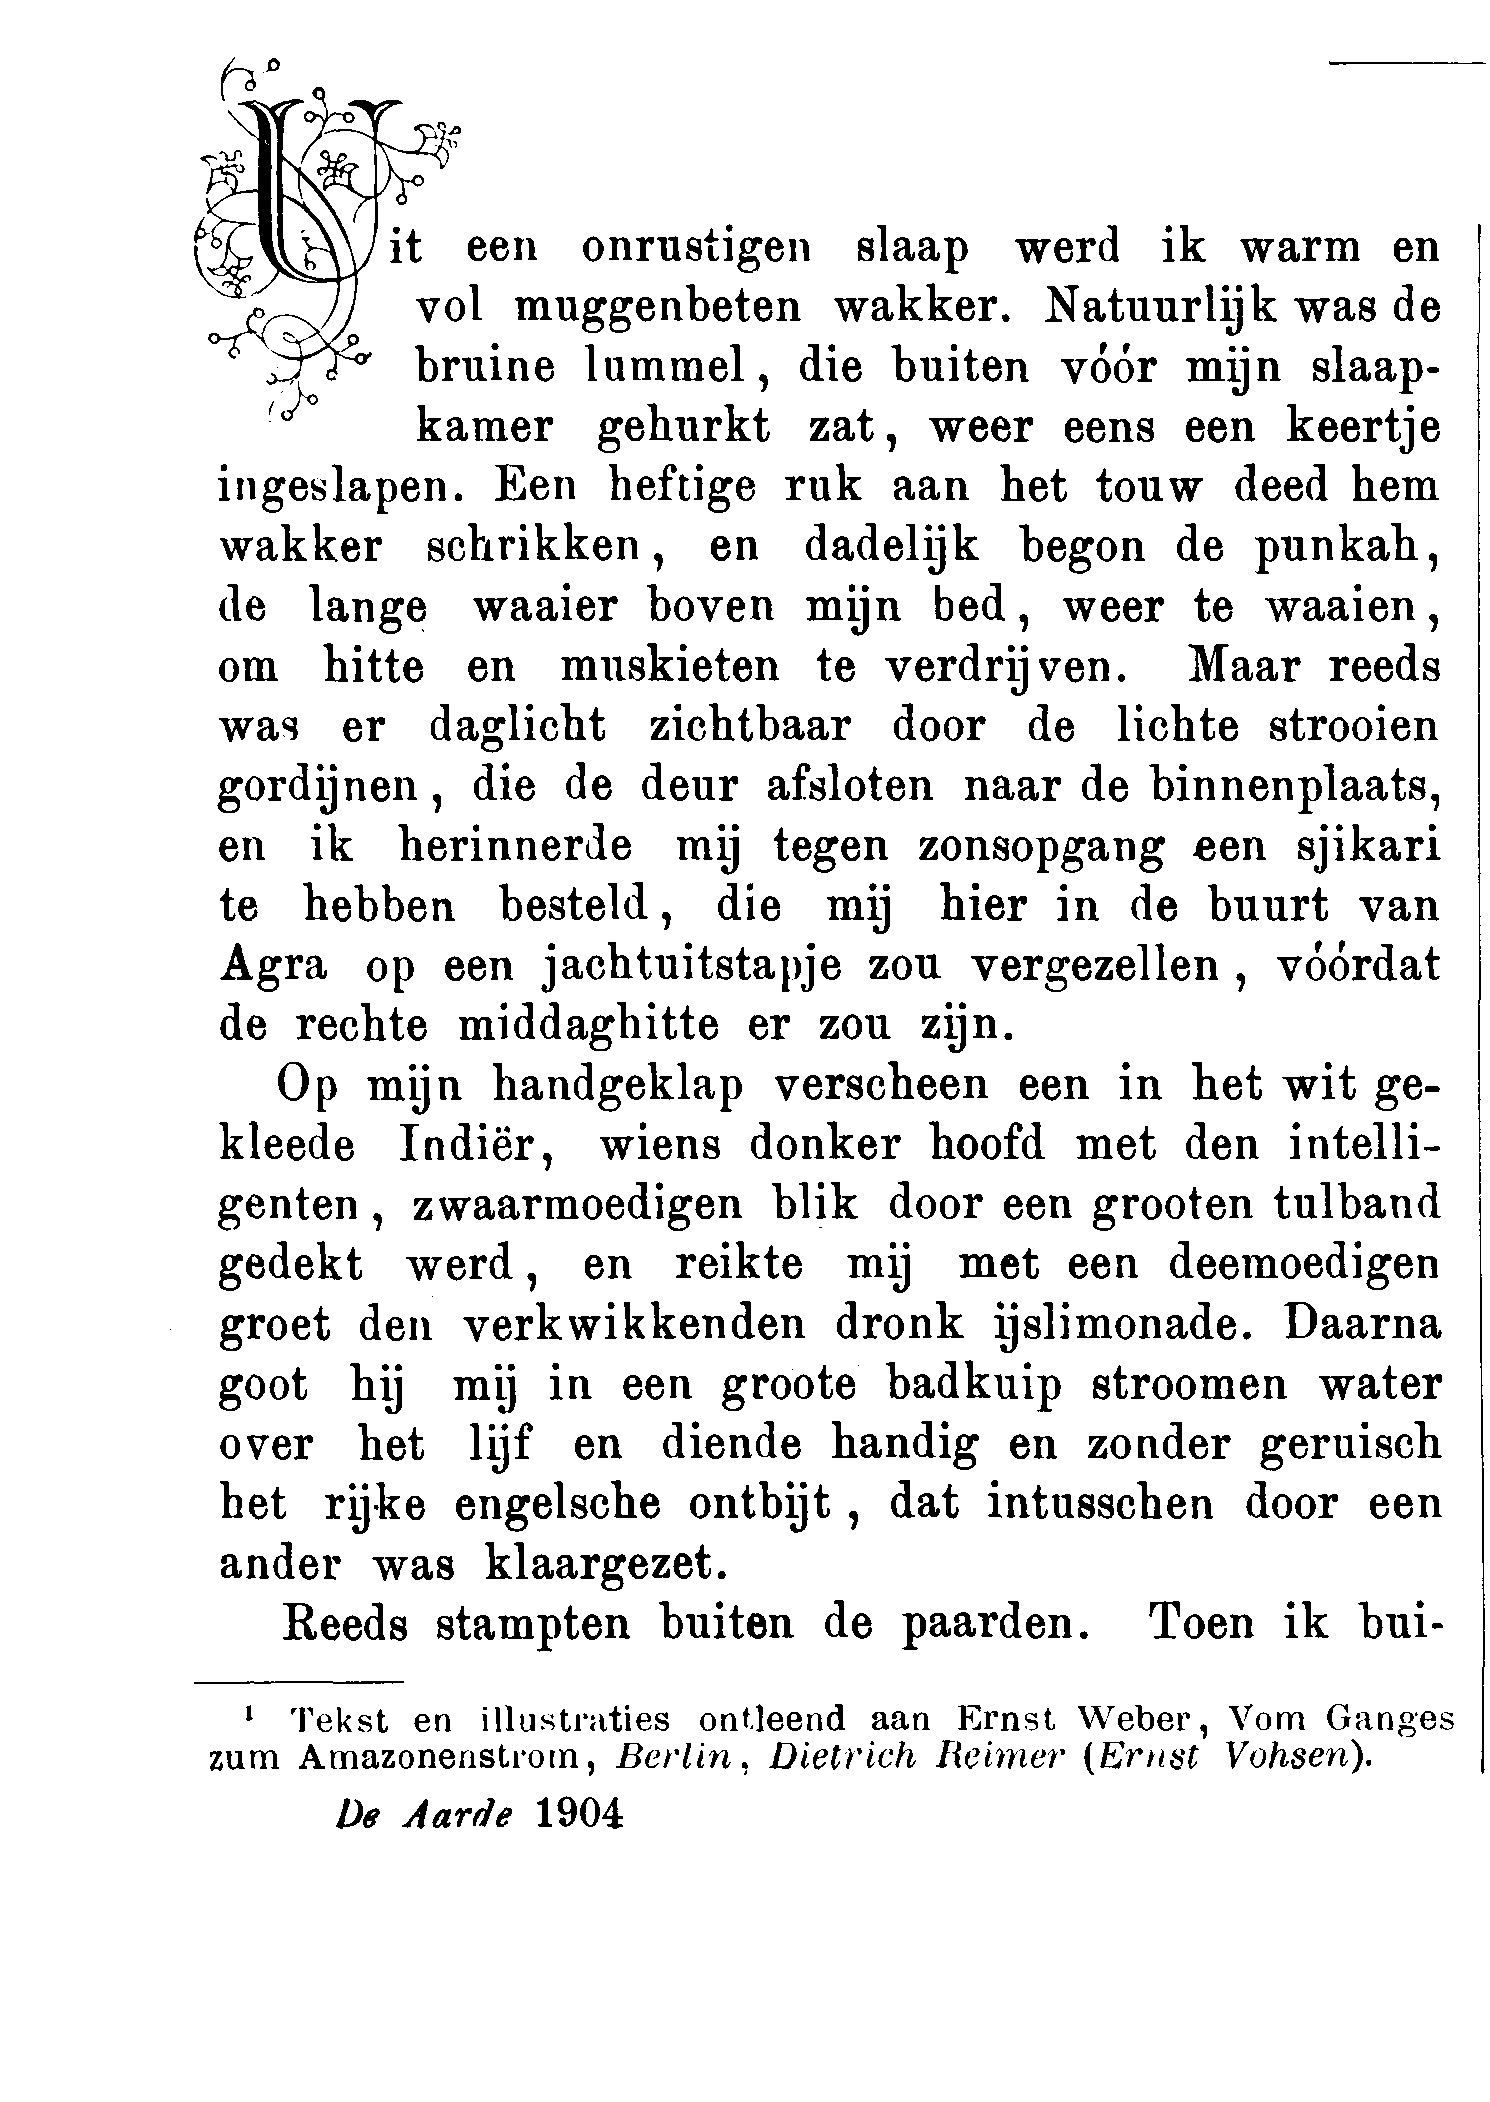 Uit een onrustigen slaap werd ik warm en
vol muggenbeten wakker. Natuurlijk was de
bruine lummel, die buiten vóór mijn slaap-
kamer gehurkt zat, weer eens een keertje
ingeslapen. Een heftige ruk aan het touw deed hem
wakker schrikken, en dadelijk begon de punkah,
de lange waaier boven mijn bed, weer te waaien,
om hitte en muskieten te verdrijven. Maar reeds
was er daglicht zichtbaar door de lichte strooien
gordijnen, die de deur afsloten naar de binnenplaats,
en ik herinnerde mij tegen zonsopgang een sjikari
te hebben besteld, die mij hier in de buurt van
Agra op een jachtuitstapje zou vergezellen, vóórdat
de rechte middaghitte er zou zijn.
Op mijn handgeklap verscheen een in het wit ge-
kleede Indiër, wiens donker hoofd met den intelli-
genten, zwaarmoedigen blik door een grooten tulband
gedekt werd, en reikte mij met een deemoedigen
groet den verkwikkenden dronk ijslimonade. Daarna
goot hij mij in een groote badkuip stroomen water
over het lijf en diende handig en zonder geruisch
het rijke engelsche ontbijt, dat intusschen door een
ander was klaargezet.
Reeds stampten buiten de paarden. Toen ik bui-
¹ Tekst en illustraties ontleend aan Ernst Weber, Vom Ganges
zum Amazonenstrom, Berlin, Dietrich Reimer (Ernst Vohsen).
De Aarde 1904